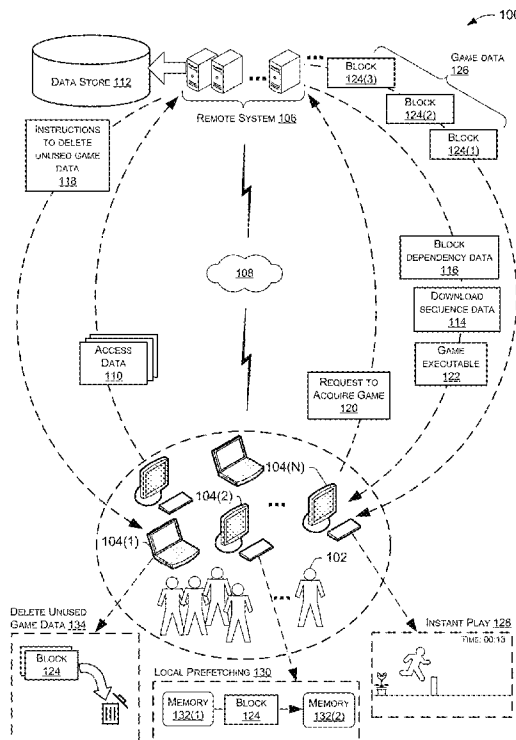 100
DATA STORE 112
REMOTE SYSTEM 106
BLOCK
124(3)
BLOCK
124(2)
BLOCK
124(1)
GAME DATA
126
INSTRUCTIONS
TO DELETE
UNUSED GAME
DATA
118
108
BLOCK
DEPENDENCY DATA
116
DOWNLOAD
SEQUENCE DATA
114
GAME
EXECUTABLE
122
ACCESS
DATA
110
REQUEST TO
ACQUIRE GAME
120
104(N)
104(2)
104(1)
102
DELETE UNUSED
GAME DATA 134
BLOCK
124
LOCAL PREFETCHING 130
MEMORY
132(1)
BLOCK
124
MEMORY
132(2)
INSTANT PLAY 128
TIME: 00:13